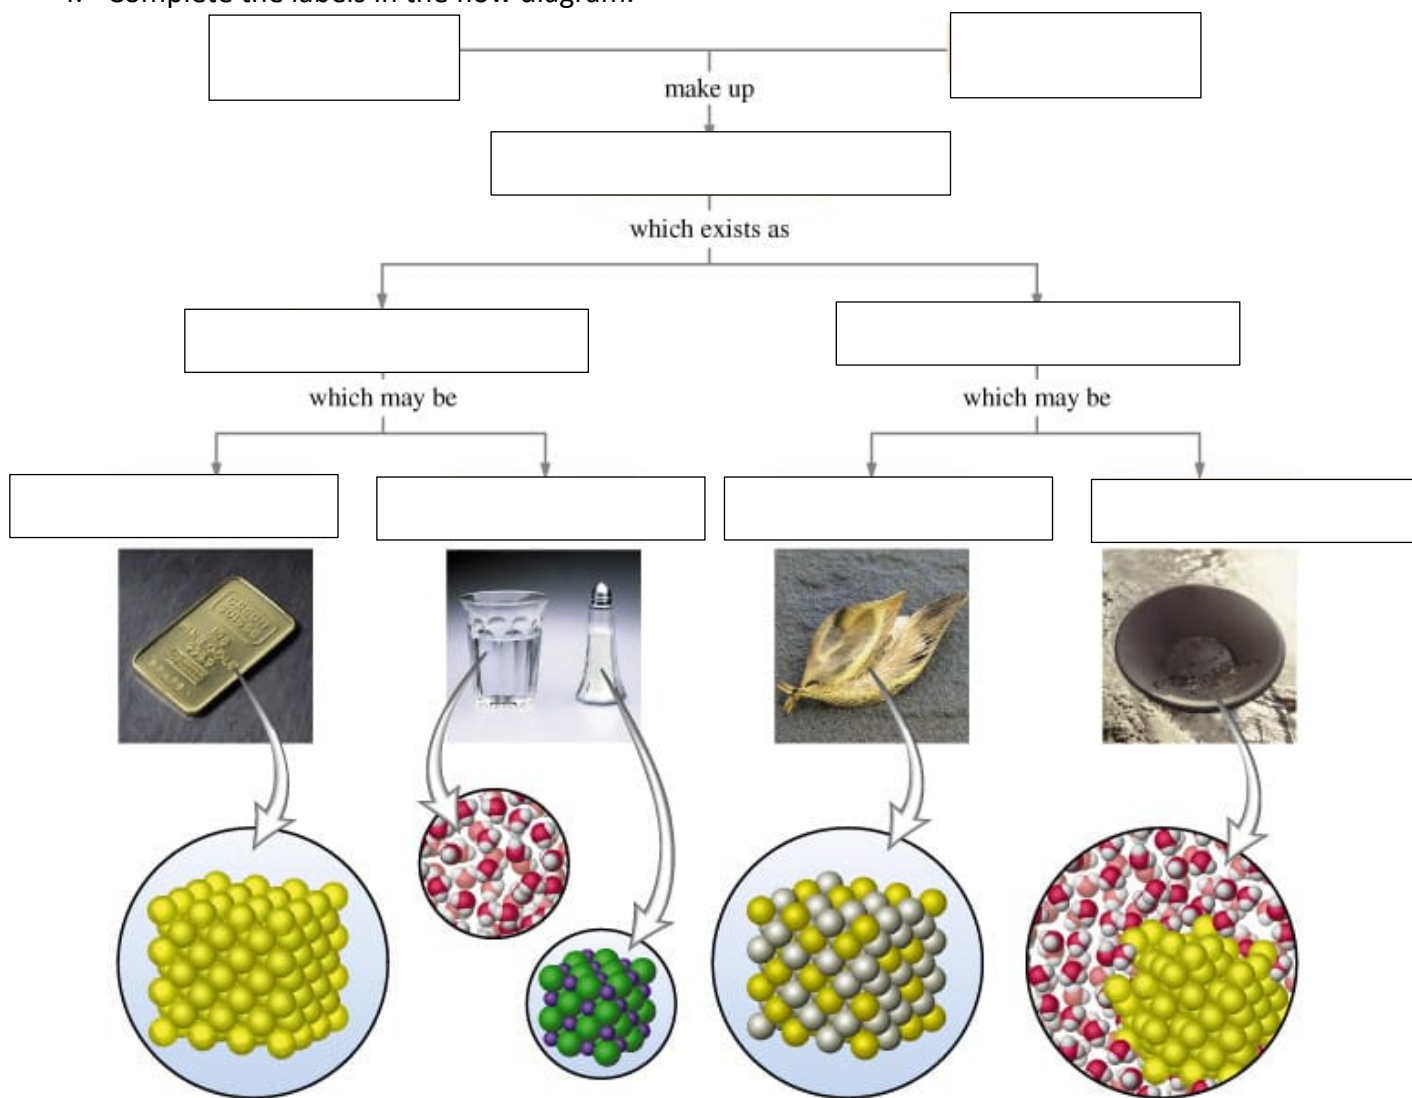 Complete the labels in the flow diagram.
make up
which exists as
which may be
which may be